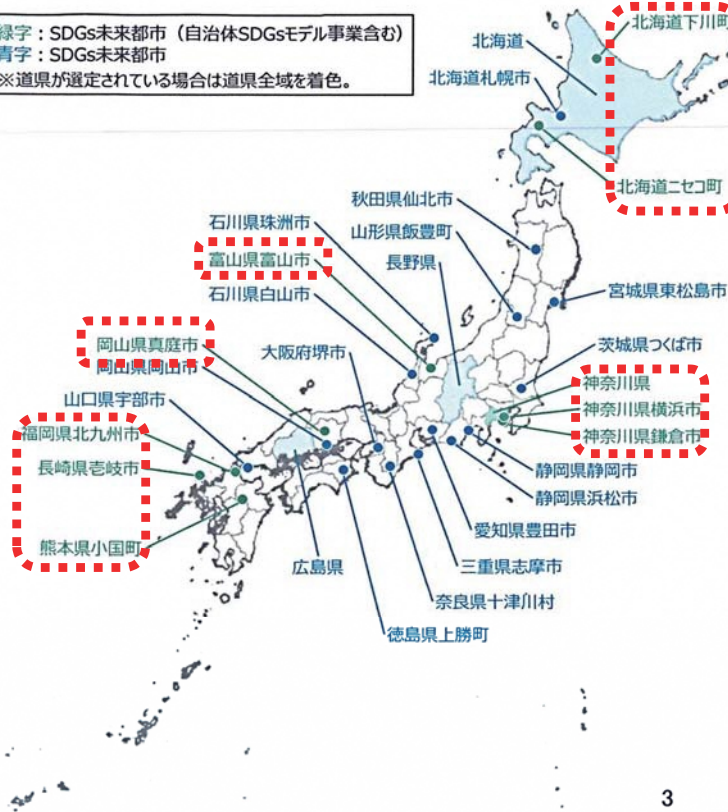 緑字：SDGs未来都市（自治体SDGsモデル事業含む）
青字：SDGs未来都市
※道県が選定されている場合は道県全域を着色。
北海道下川町
北海道
北海道札幌市
北海道ニセコ町
秋田県仙北市
石川県珠洲市
山形県飯豊町
富山県富山市
長野県
石川県白山市
宮城県東松島市
岡山県真庭市
大阪府堺市
茨城県つくば市
岡山県岡山市
神奈川県
山口県宇部市
神奈川県横浜市
福岡県北九州市
神奈川県鎌倉市
長崎県壱岐市
静岡県静岡市
静岡県浜松市
愛知県豊田市
熊本県小国町
広島県
三重県志摩市
奈良県十津川村
徳島県上勝町
3